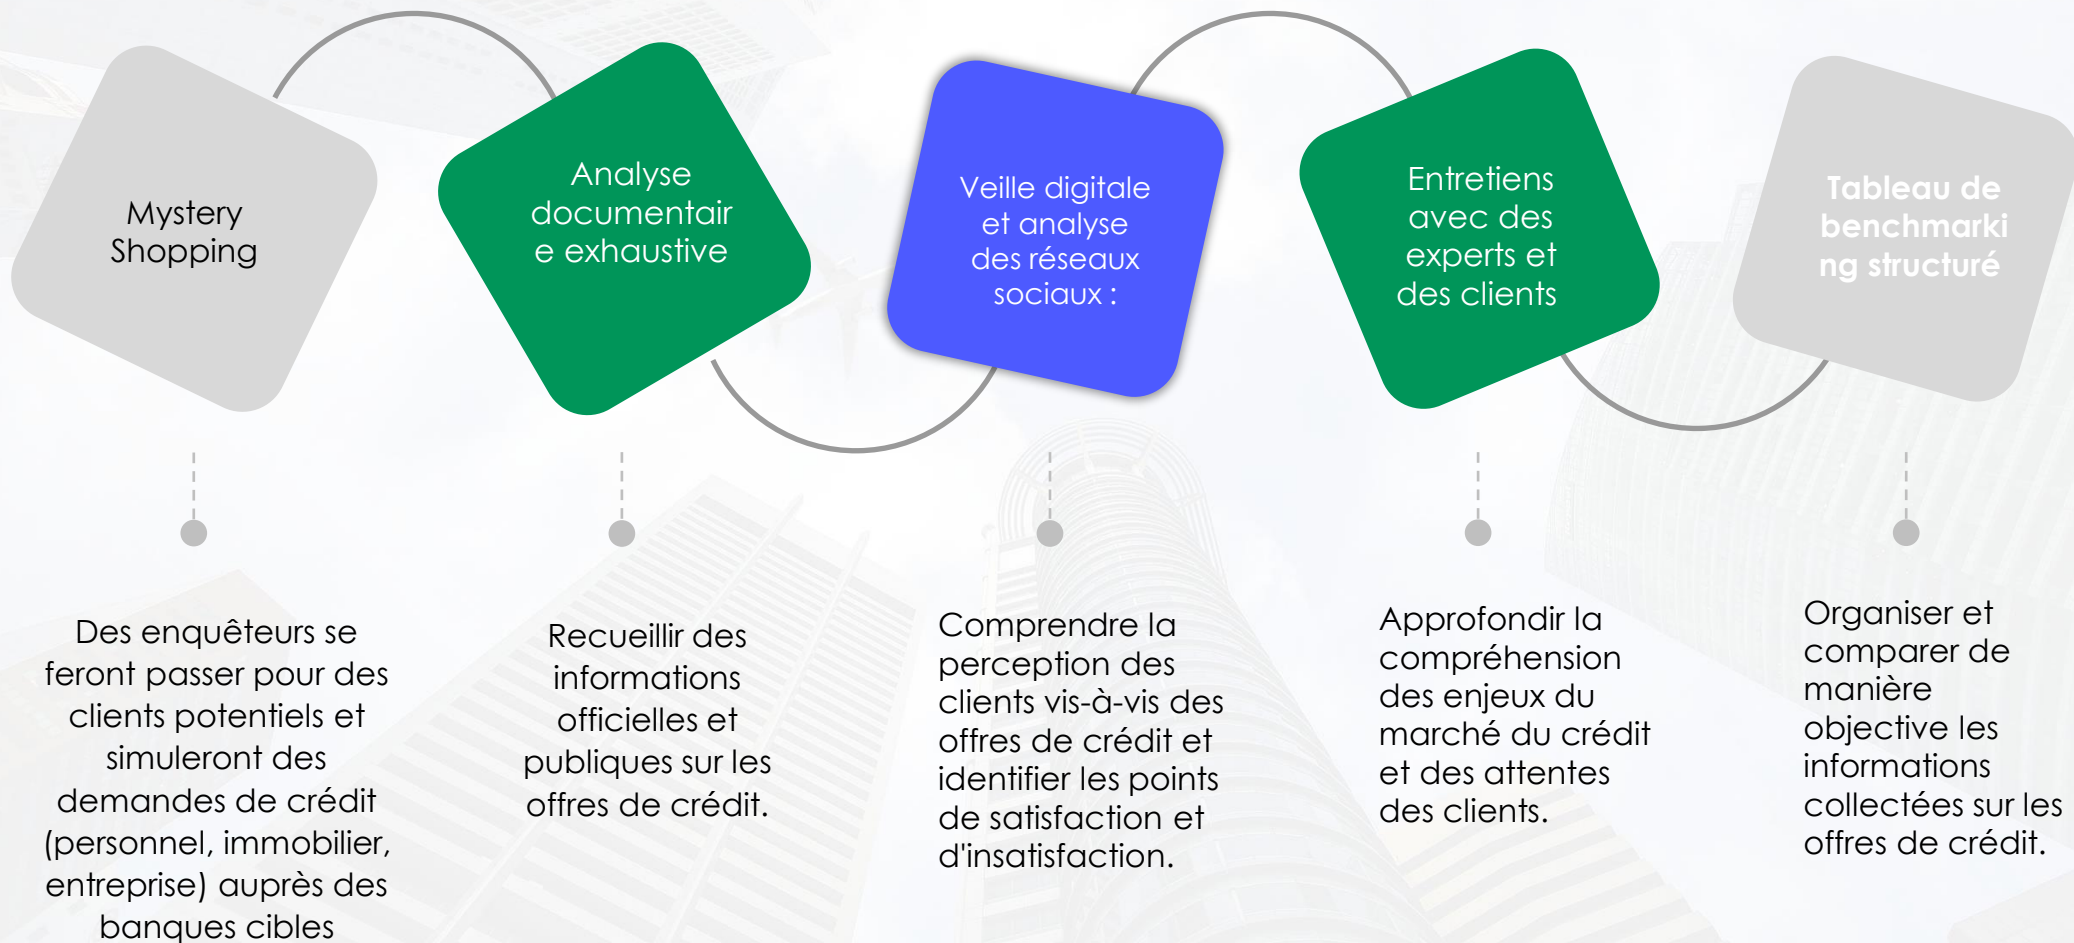 Mystery
Shopping
Analyse
documentair
e exhaustive
Veille digitale
et analyse
des réseaux
sociaux :
Entretiens
avec des
experts et
des clients
Tableau de
benchmarki
ng structuré
Des enquêteurs se
feront passer pour des
clients potentiels et
simuleront des
demandes de crédit
(personnel, immobilier,
entreprise) auprès des
banques cibles
Recueillir des
informations
officielles et
publiques sur les
offres de crédit.
Comprendre la
perception des
clients vis-à-vis des
offres de crédit et
identifier les points
de satisfaction et
d'insatisfaction.
Approfondir la
compréhension
des enjeux du
marché du crédit
et des attentes
des clients.
Organiser et
comparer de
manière
objective les
informations
collectées sur les
offres de crédit.